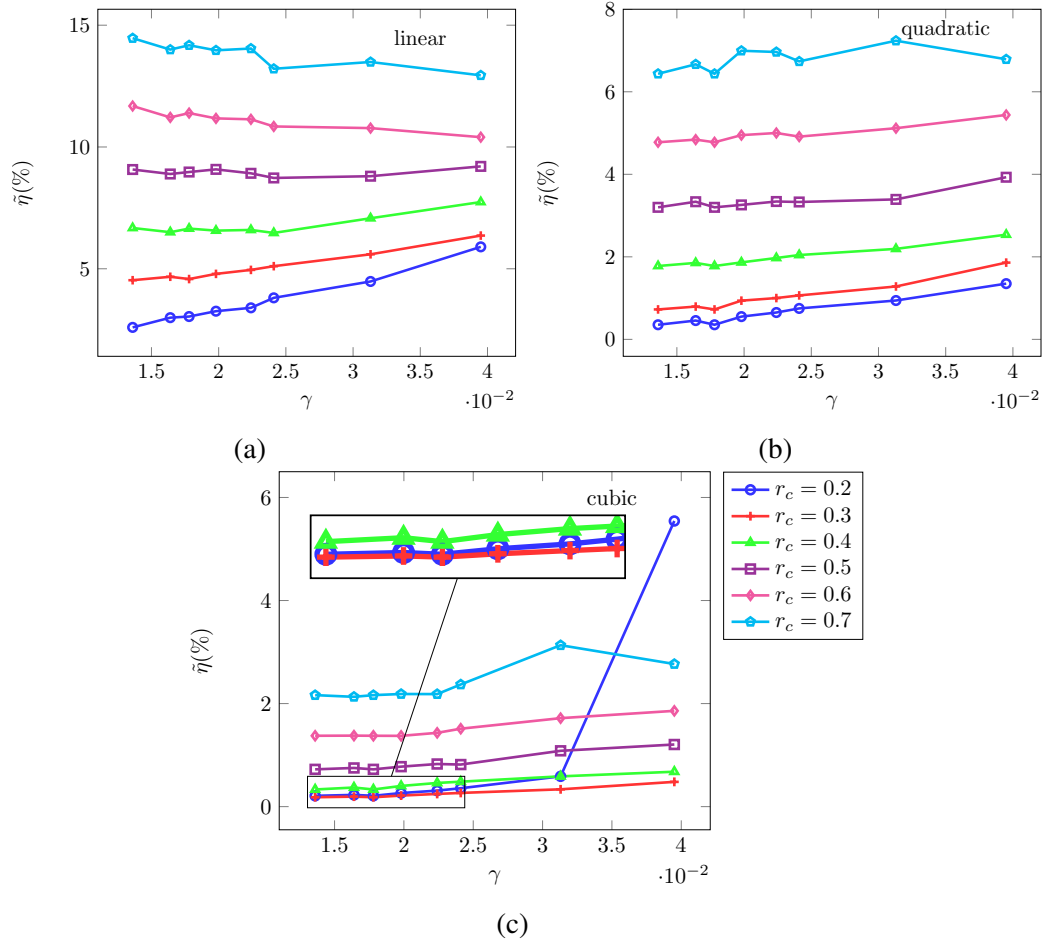 linear
15
10
5
η̃(%)
1.5 2 2.5 3 3.5 4
·10⁻²
γ
(a)
quadratic
8
6
4
2
0
η̃(%)
1.5 2 2.5 3 3.5 4
·10⁻²
γ
(b)
cubic
6
4
2
0
η̃(%)
1.5 2 2.5 3 3.5 4
·10⁻²
γ
(c)
r_c = 0.2
r_c = 0.3
r_c = 0.4
r_c = 0.5
r_c = 0.6
r_c = 0.7